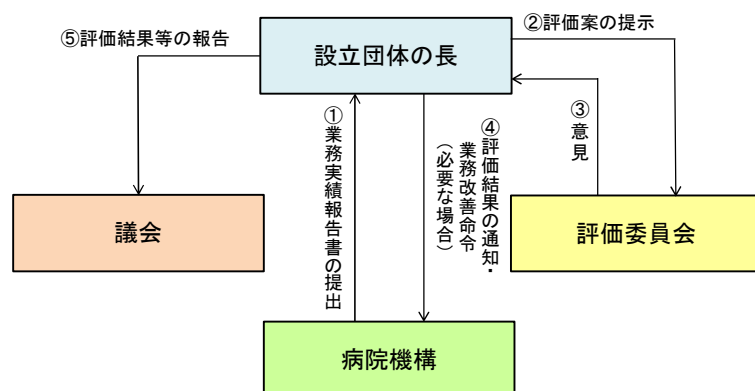 ②評価案の提示
⑤評価結果等の報告
設立団体の長
①業務実績報告書の提出
④評価結果の通知・
業務改善命令
（必要な場合）
③意見
議会
評価委員会
病院機構